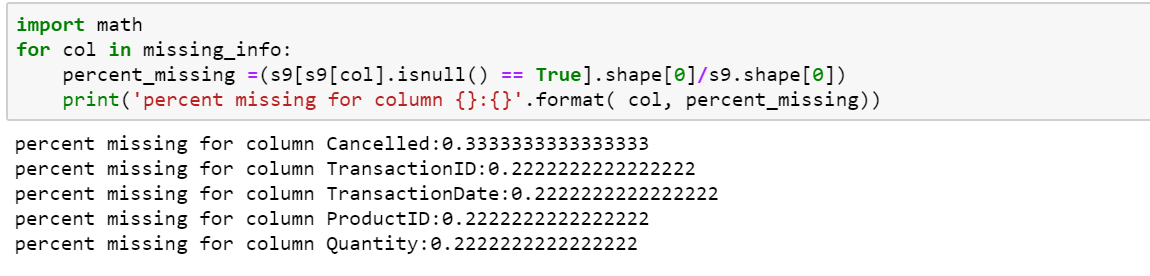 import math
for col in missing_info:
    percent_missing =(s9[s9[col].isnull() == True].shape[0]/s9.shape[0])
    print('percent missing for column {}:{}'.format( col, percent_missing))
percent missing for column Cancelled:0.3333333333333333
percent missing for column TransactionID:0.2222222222222222
percent missing for column TransactionDate:0.2222222222222222
percent missing for column ProductID:0.2222222222222222
percent missing for column Quantity:0.2222222222222222